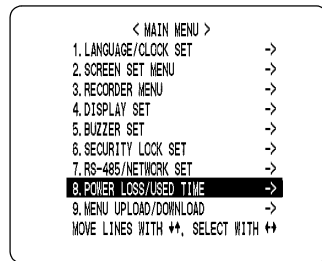 < MAIN MENU >
1. LANGUAGE/CLOCK SET ->
2. SCREEN SET MENU ->
3. RECORDER MENU ->
4. DISPLAY SET ->
5. BUZZER SET ->
6. SECURITY LOCK SET ->
7. RS-485/NETWORK SET ->
8. POWER LOSS/USED TIME ->
9. MENU UPLOAD/DOWNLOAD ->
MOVE LINES WITH ↓↑, SELECT WITH ↔